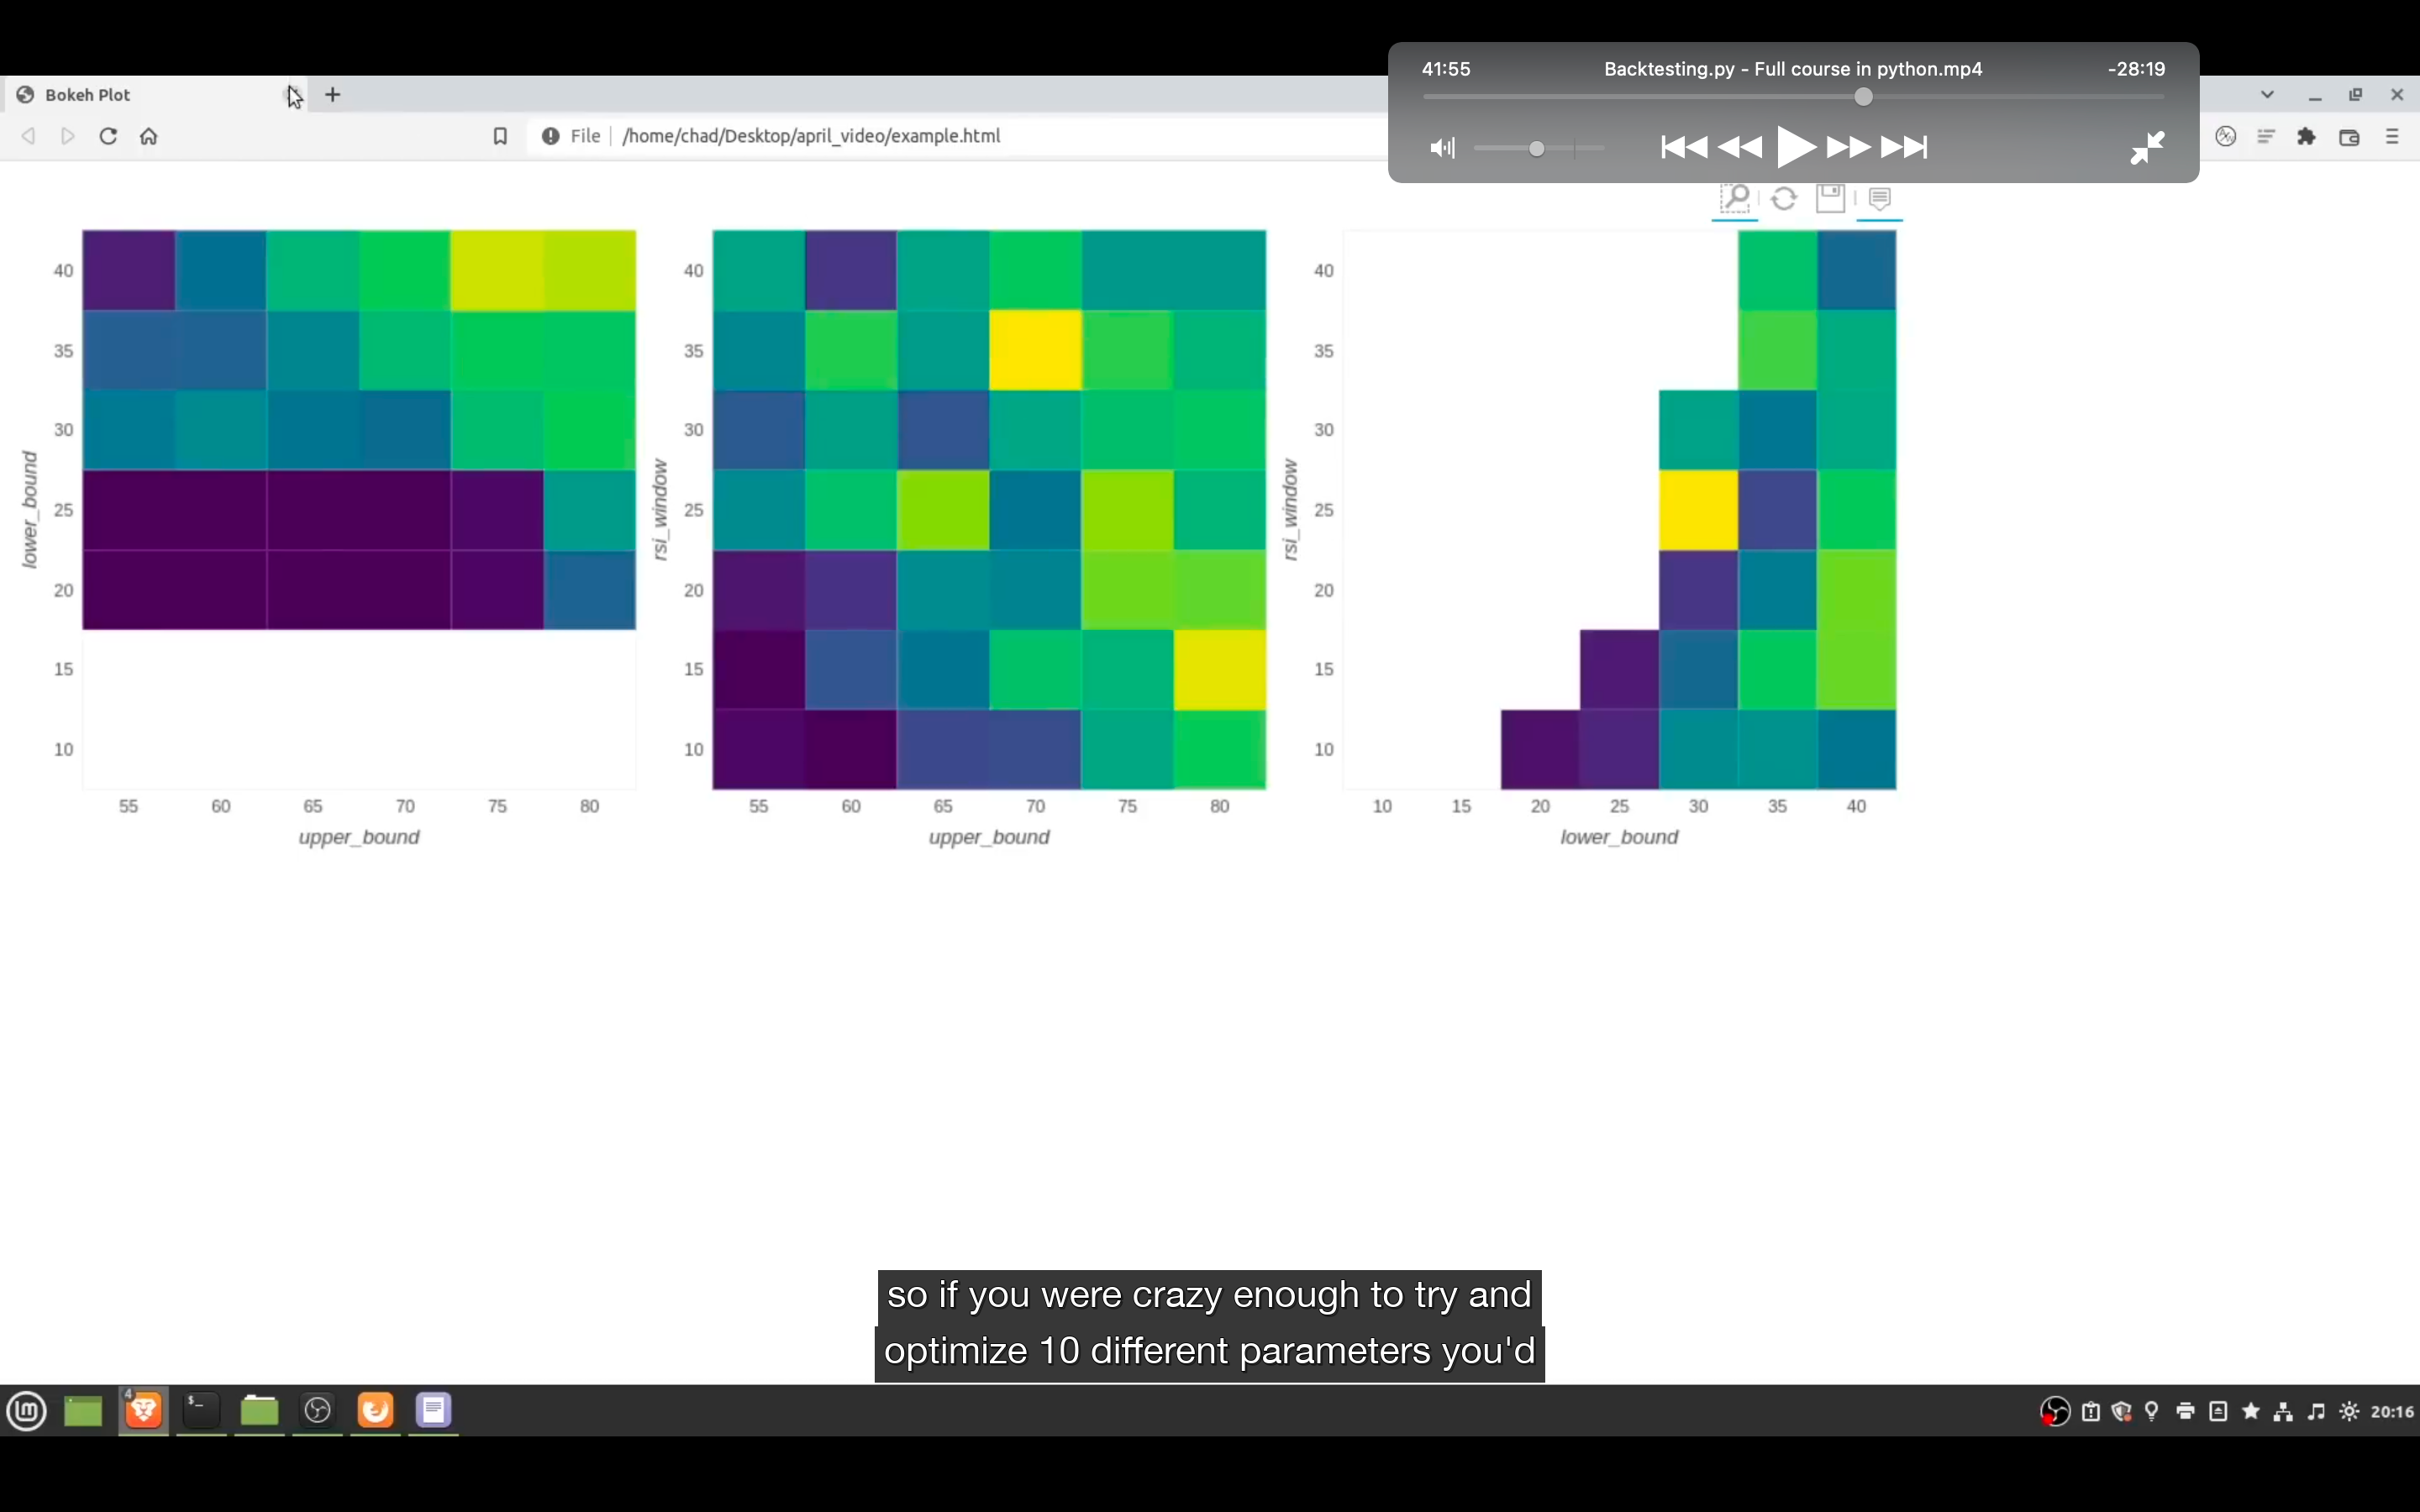 41:55 Backtesting.py - Full course in python.mp4 -28:19
Bokeh Plot
File /home/chad/Desktop/april_video/example.html
40
35
30
25
20
15
10
lower_bound
55 60 65 70 75 80
upper_bound
40
35
30
25
20
15
10
rsi_window
55 60 65 70 75 80
upper_bound
40
35
30
25
20
15
10
rsi_window
10 15 20 25 30 35 40
lower_bound
so if you were crazy enough to try and
optimize 10 different parameters you'd
4
$_
20:16